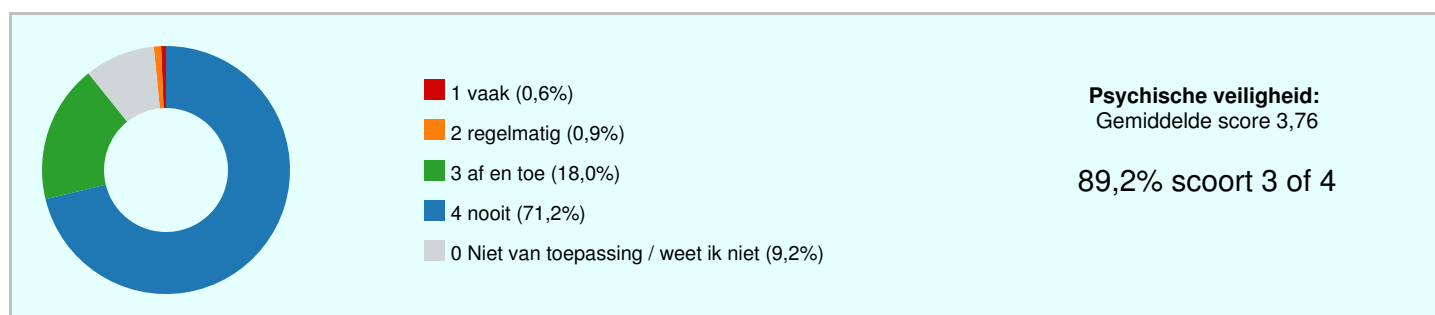 1 vaak (0,6%)
2 regelmatig (0,9%)
3 af en toe (18,0%)
4 nooit (71,2%)
0 Niet van toepassing / weet ik niet (9,2%)
Psychische veiligheid:
Gemiddelde score 3,76
89,2% scoort 3 of 4